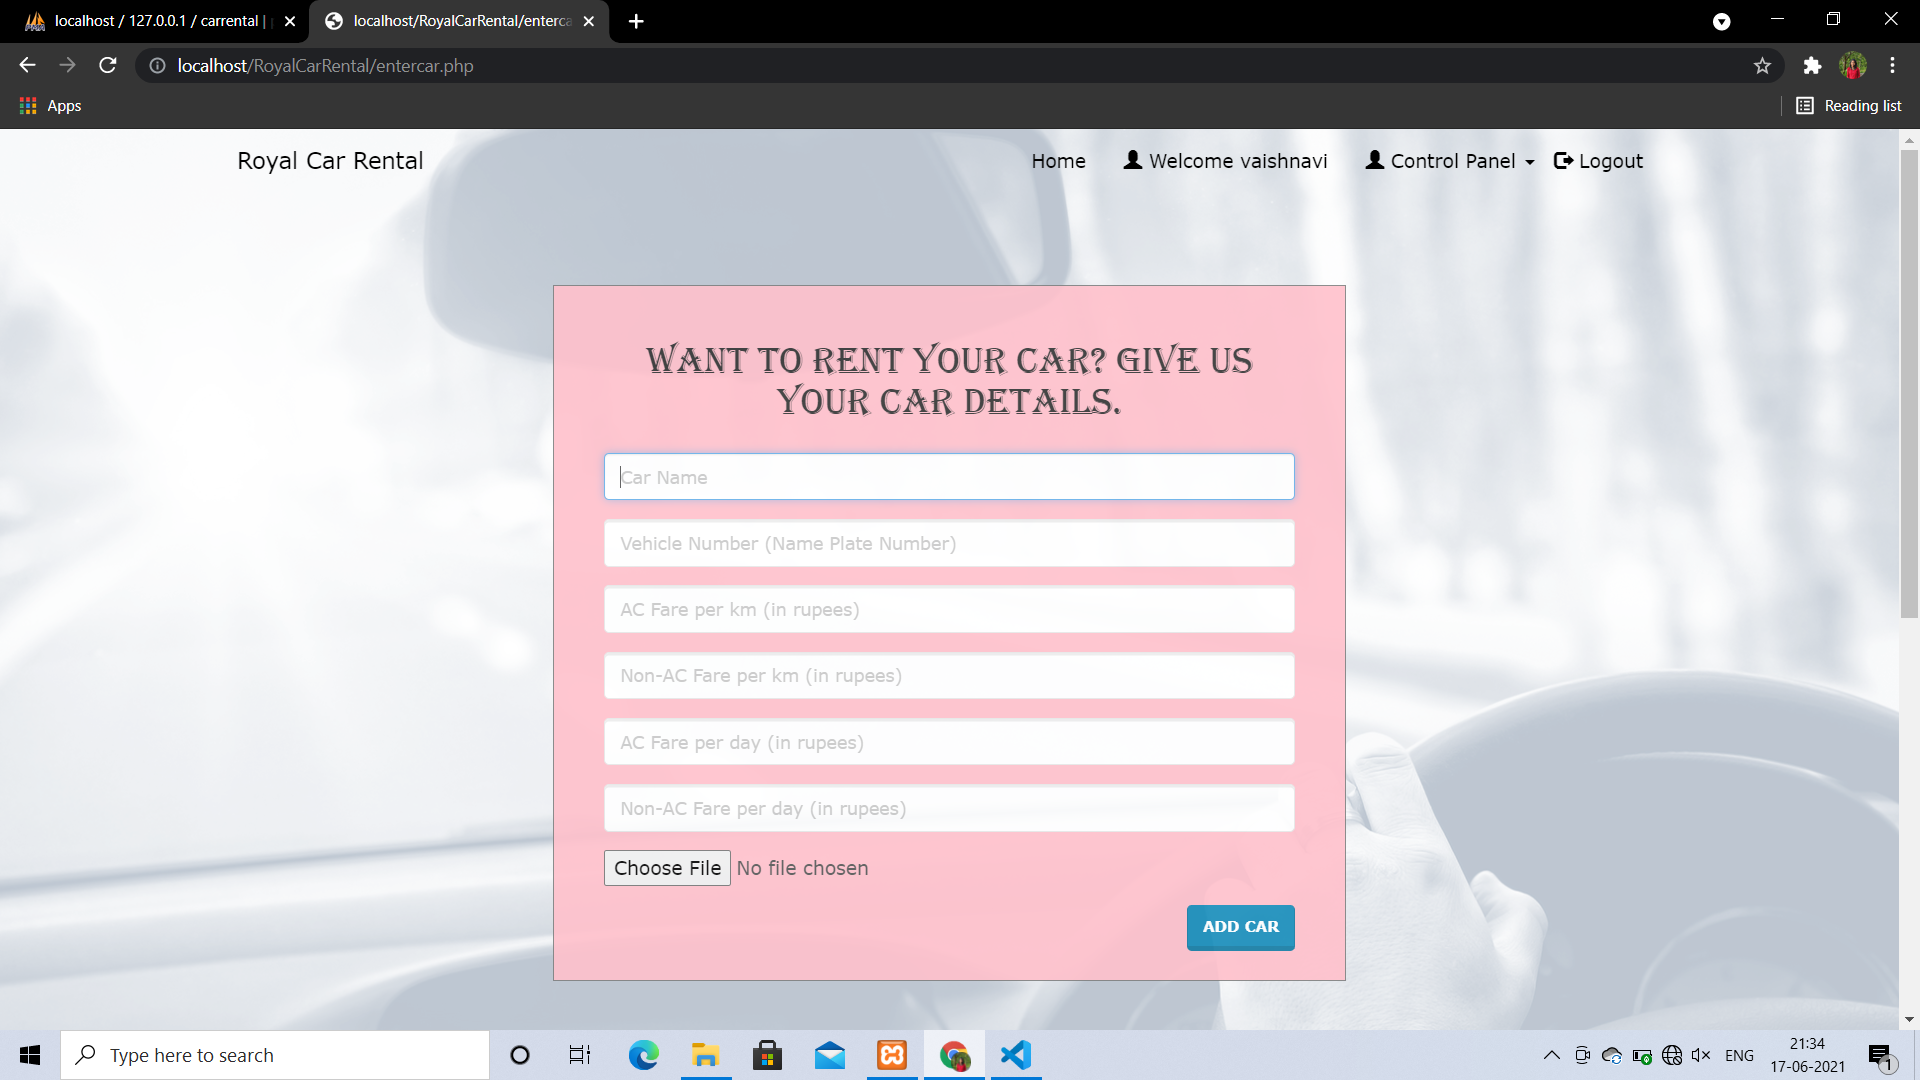 localhost / 127.0.0.1 / carrental |
localhost/RoyalCarRental/enterca
localhost/RoyalCarRental/entercar.php
Apps
Reading list
Royal Car Rental
Home
Welcome vaishnavi
Control Panel
Logout
WANT TO RENT YOUR CAR? GIVE US
YOUR CAR DETAILS.
Car Name
Vehicle Number (Name Plate Number)
AC Fare per km (in rupees)
Non-AC Fare per km (in rupees)
AC Fare per day (in rupees)
Non-AC Fare per day (in rupees)
Choose File No file chosen
ADD CAR
Type here to search
ENG
21:34
17-06-2021
1